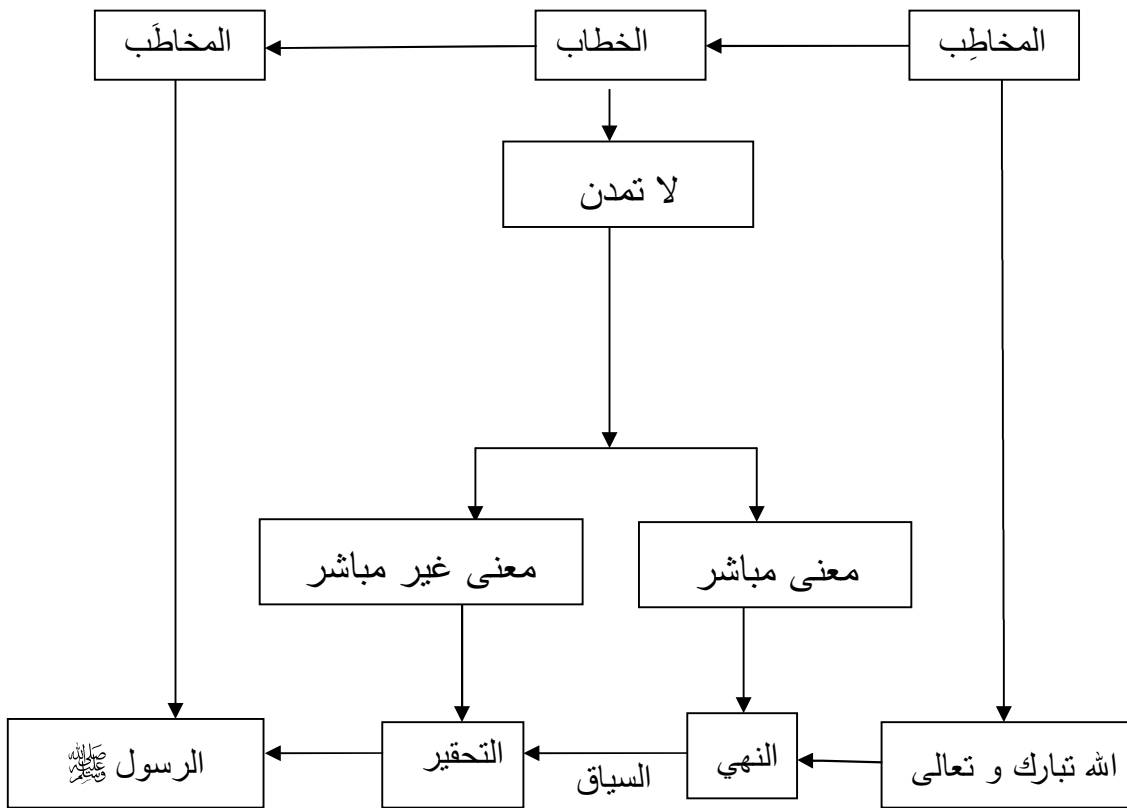 المخاطِب
الخطاب
المخاطَب
لا تمدن
معنى مباشر
معنى غير مباشر
الله تبارك و تعالى
النهي
السياق
التحقير
الرسول ﷺ